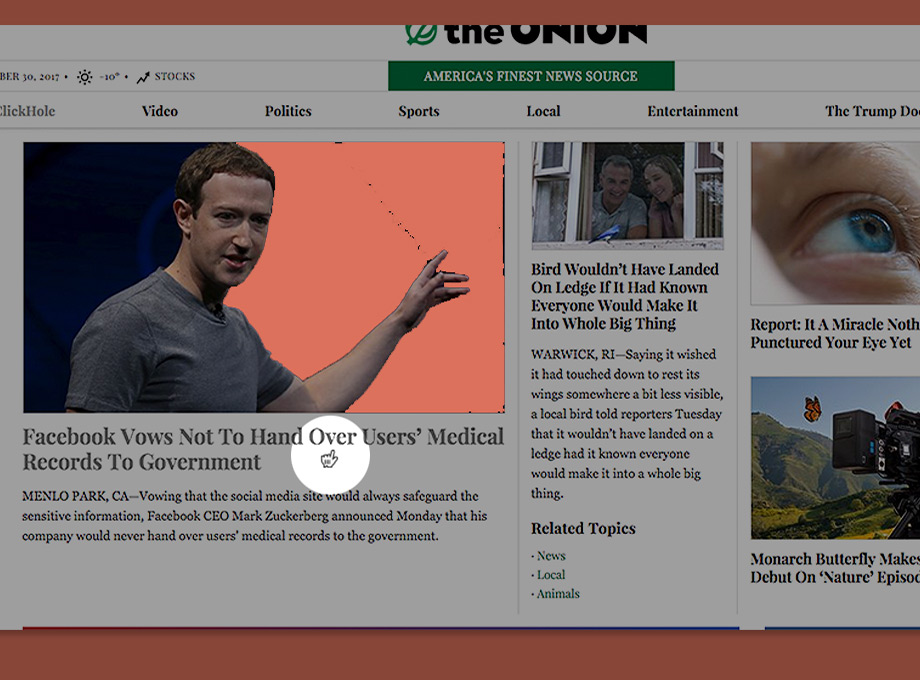 the ONION
BER 30, 2017 • -10° • STOCKS
AMERICA'S FINEST NEWS SOURCE
ClickHole Video Politics Sports Local Entertainment The Trump Doc
Facebook Vows Not To Hand Over Users’ Medical
Records To Government
MENLO PARK, CA—Vowing that the social media site would always safeguard the
sensitive information, Facebook CEO Mark Zuckerberg announced Monday that his
company would never hand over users’ medical records to the government.
Bird Wouldn’t Have Landed
On Ledge If It Had Known
Everyone Would Make It
Into Whole Big Thing
WARWICK, RI—Saying it wished
it had touched down to rest its
wings somewhere a bit less visible,
a local bird told reporters Tuesday
that it wouldn’t have landed on a
ledge had it known everyone
would make it into a whole big
thing.
Related Topics
• News
• Local
• Animals
Report: It A Miracle Noth
Punctured Your Eye Yet
Monarch Butterfly Makes
Debut On ‘Nature’ Episod